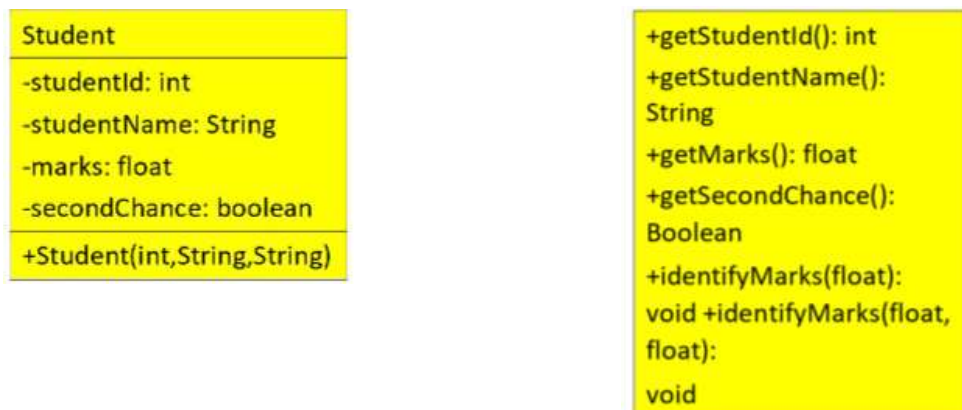 Student
-studentId: int
-studentName: String
-marks: float
-secondChance: boolean
+Student(int,String,String)
+getStudentId(): int
+getStudentName():
String
+getMarks(): float
+getSecondChance():
Boolean
+identifyMarks(float):
void +identifyMarks(float,
float):
void